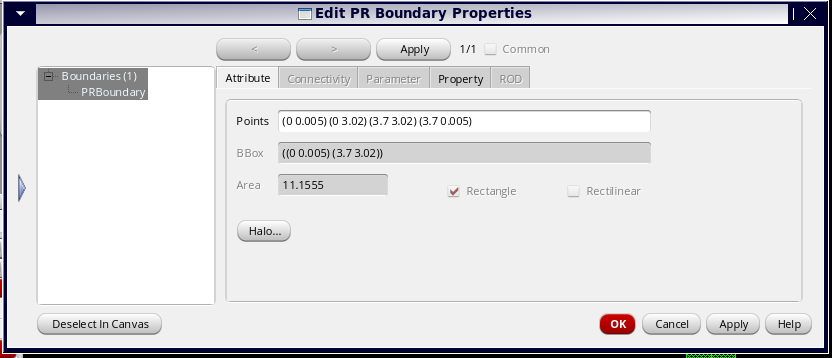 Edit PR Boundary Properties
< > Apply 1/1 Common
Boundaries (1)
PRBoundary
Attribute Connectivity Parameter Property ROD
Points (0 0.005) (0 3.02) (3.7 3.02) (3.7 0.005)
BBox ((0 0.005) (3.7 3.02))
Area 11.1555 Rectangle Rectilinear
Halo...
Deselect In Canvas OK Cancel Apply Help